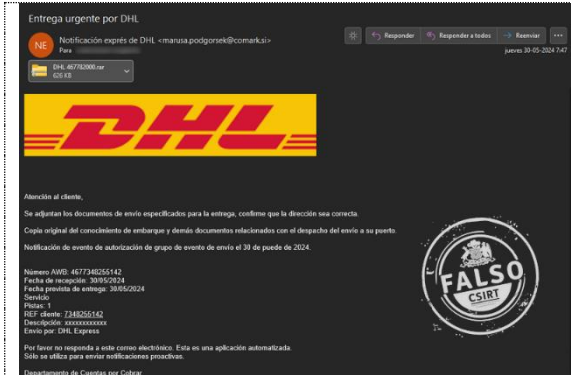 Entrega urgente por DHL
NE
Notificación exprés de DHL <marusa.podgorsek@comark.si>
Para
Responder
Responder a todos
Reenviar
jueves 30-05-2024 7:47
DHL 467782000.rar
626 KB
DHL
Atención al cliente,
Se adjuntan los documentos de envío especificados para la entrega, confirme que la dirección sea correcta.
Copia original del conocimiento de embarque y demás documentos relacionados con el despacho del envío a su puerto.
Notificación de evento de autorización de grupo de evento de envío el 30 de puede de 2024.
Número AWB: 4677348255142
Fecha de recepción: 30/05/2024
Fecha prevista de entrega: 30/05/2024
Servicio
Pistas: 1
REF cliente: 7348255142
Descripción: xxxxxxxxxxxx
Envío por: DHL Express
FALSO
CSIRT
Por favor no responda a este correo electrónico. Esta es una aplicación automatizada.
Sólo se utiliza para enviar notificaciones proactivas.
Departamento de Cuentas por Cobrar